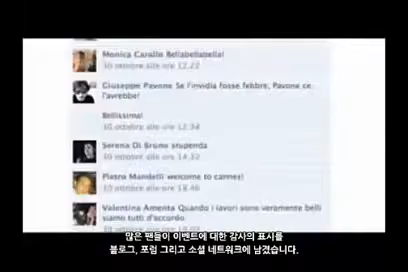 Monica Carallo Bellabellabella!
30 ottobre alle ore 12.22
Giuseppe Pavone Se l'invidia fosse febbre, Pavone ce
l'avrebbe!
Bellissima!
30 ottobre alle ore 12.34
Serena Di Bruno stupenda
30 ottobre alle ore 14.32
Pietro Mandelli welcome to cannes!
30 ottobre alle ore 18.46
Valentina Amenta Quando i lavori sono veramente belli
siamo tutti d'accordo
많은 팬들이 이벤트에 대한 감사의 표시를
블로그, 포럼 그리고 소셜 네트워크에 남겼습니다.